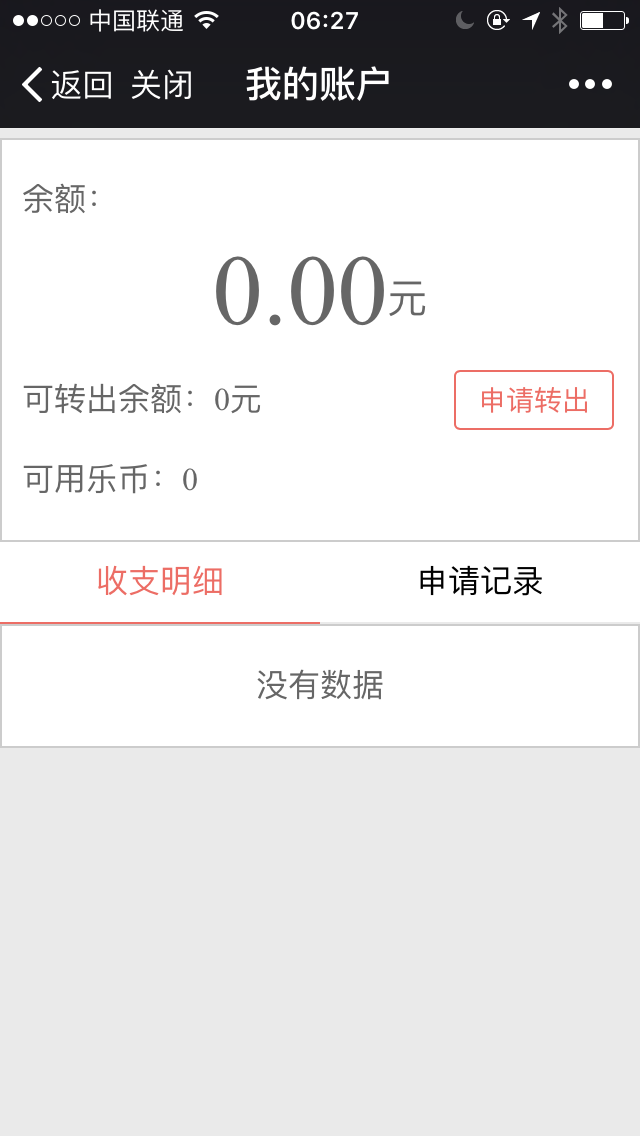 中国联通 06:27
返回 关闭 我的账户
余额：
0.00元
可转出余额：0元 申请转出
可用乐币：0
收支明细 申请记录
没有数据